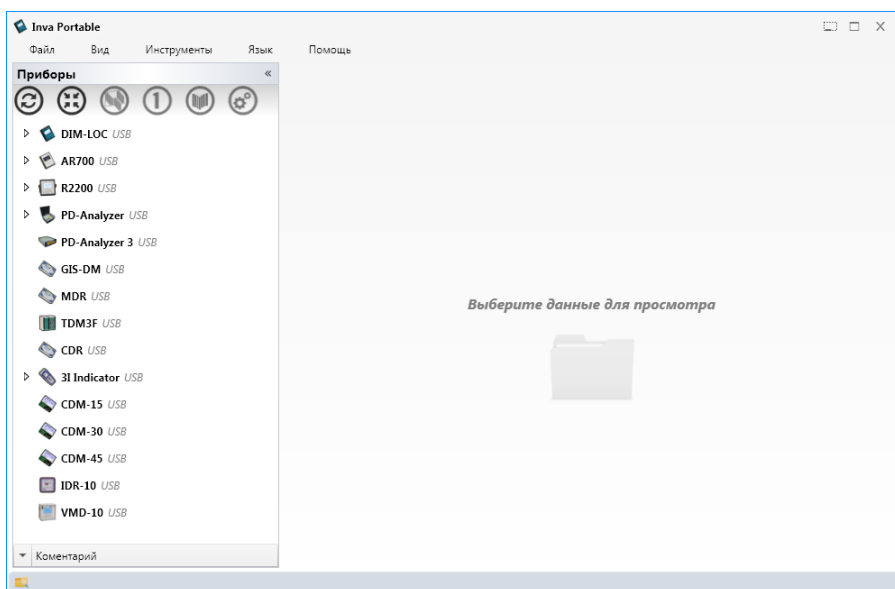 Inva Portable
Файл Вид Инструменты Язык Помощь
Приборы «
1
DIM-LOC USB
AR700 USB
R2200 USB
PD-Analyzer USB
PD-Analyzer 3 USB
GIS-DM USB
MDR USB
TDM3F USB
CDR USB
3I Indicator USB
CDM-15 USB
CDM-30 USB
CDM-45 USB
IDR-10 USB
VMD-10 USB
Коментарий
Выберите данные для просмотра